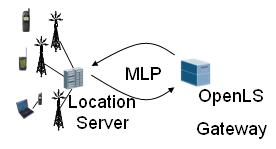 MLP
Location
Server
OpenLS
Gateway